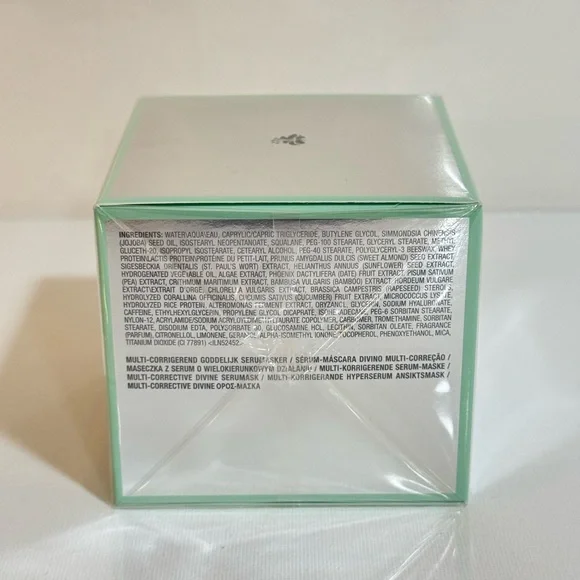 INGREDIENTS: WATER\AQUA\EAU, CAPRYLIC/CAPRIC TRIGLYCERIDE, BUTYLENE GLYCOL, SIMMONDSIA CHINENSIS
(JOJOBA) SEED OIL, ISOSTEARYL NEOPENTANOATE, SQUALANE, PEG-100 STEARATE, GLYCERYL STEARATE, METHYL
GLUCETH-20, ISOPROPYL ISOSTEARATE, CETEARYL ALCOHOL, PEG-40 STEARATE, POLYGLYCERYL-3 BEESWAX, WHEY
PROTEIN\LACTIS PROTEIN\PROTÉINE DU PETIT-LAIT, PRUNUS AMYGDALUS DULCIS (SWEET ALMOND) SEED EXTRACT,
SIGESBECKIA ORIENTALIS (ST. PAUL'S WORT) EXTRACT, HELIANTHUS ANNUUS (SUNFLOWER) SEED EXTRACT,
HYDROGENATED VEGETABLE OIL, ALGAE EXTRACT, PHOENIX DACTYLIFERA (DATE) FRUIT EXTRACT, PISUM SATIVUM
(PEA) EXTRACT, CRITHMUM MARITIMUM EXTRACT, BAMBUSA VULGARIS (BAMBOO) EXTRACT, HORDEUM VULGARE
EXTRACT\EXTRAIT D'ORGE, CHLORELLA VULGARIS EXTRACT, BRASSICA CAMPESTRIS (RAPESEED) STEROLS,
HYDROLYZED CORALLINA OFFICINALIS, CUCUMIS SATIVUS (CUCUMBER) FRUIT EXTRACT, MICROCOCCUS LYSATE,
HYDROLYZED RICE PROTEIN, ALTEROMONAS FERMENT EXTRACT, ORYZANOL, GLYCERIN, SODIUM HYALURONATE,
CAFFEINE, ETHYLHEXYLGLYCERIN, PROPYLENE GLYCOL DICAPRATE, ISOHEXADECANE, PEG-6 SORBITAN STEARATE,
NYLON-12, ACRYLAMIDE/SODIUM ACRYLOYLDIMETHYLTAURATE COPOLYMER, CARBOMER, TROMETHAMINE, SORBITAN
STEARATE, DISODIUM EDTA, POLYSORBATE 80, GLUCOSAMINE HCL, LECITHIN, SORBITAN OLEATE, FRAGRANCE
(PARFUM), CITRONELLOL, LIMONENE, GERANIOL, ALPHA-ISOMETHYL IONONE, TOCOPHEROL, PHENOXYETHANOL, MICA,
TITANIUM DIOXIDE (CI 77891) <ILN52452>
MULTI-CORRIGEREND GODDELIJK SERUMASKER / SÉRUM-MÁSCARA DIVINO MULTI-CORREÇÃO /
MASECZKA Z SERUM O WIELOKIERUNKOWYM DZIAŁANIU / MULTI-KORRIGERENDE SERUM-MASKE /
MULTI-CORRECTIVE DIVINE SERUMASK / MULTI-KORRIGERANDE HYPERSERUM ANSIKTSMASK /
MULTI-CORRECTIVE DIVINE ΟΡΟΣ-ΜΑΣΚΑ